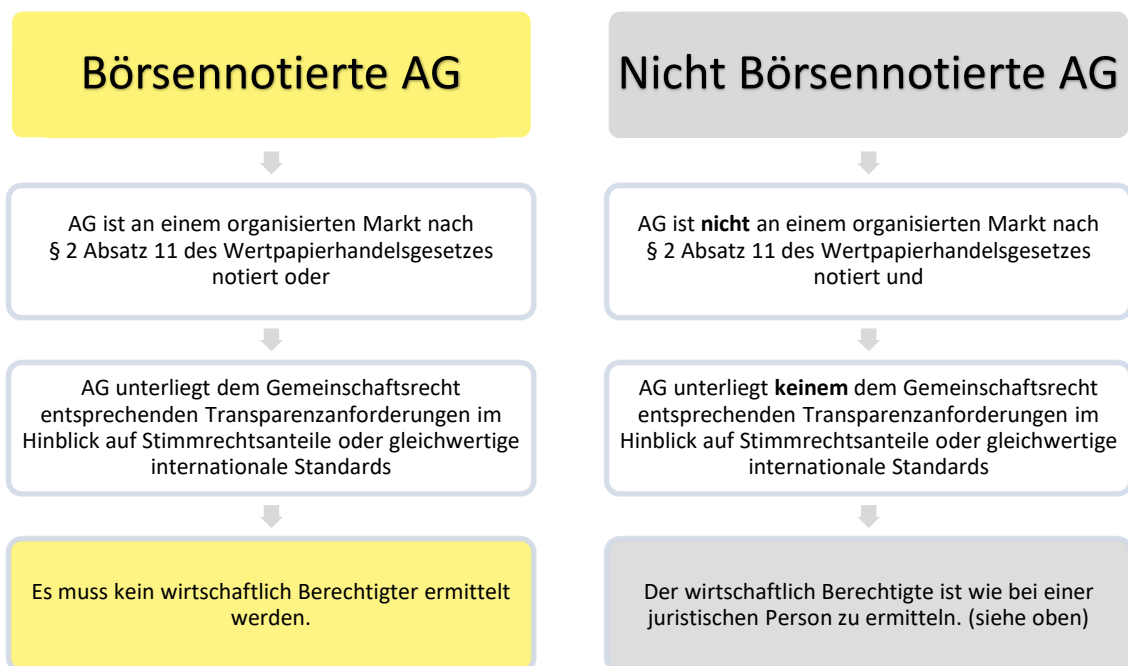 Börsennotierte AG
AG ist an einem organisierten Markt nach
§ 2 Absatz 11 des Wertpapierhandelsgesetzes
notiert oder
AG unterliegt dem Gemeinschaftsrecht
entsprechenden Transparenzanforderungen im
Hinblick auf Stimmrechtsanteile oder gleichwertige
internationale Standards
Es muss kein wirtschaftlich Berechtigter ermittelt
werden.
Nicht Börsennotierte AG
AG ist nicht an einem organisierten Markt nach
§ 2 Absatz 11 des Wertpapierhandelsgesetzes
notiert und
AG unterliegt keinem dem Gemeinschaftsrecht
entsprechenden Transparenzanforderungen im
Hinblick auf Stimmrechtsanteile oder gleichwertige
internationale Standards
Der wirtschaftlich Berechtigte ist wie bei einer
juristischen Person zu ermitteln. (siehe oben)